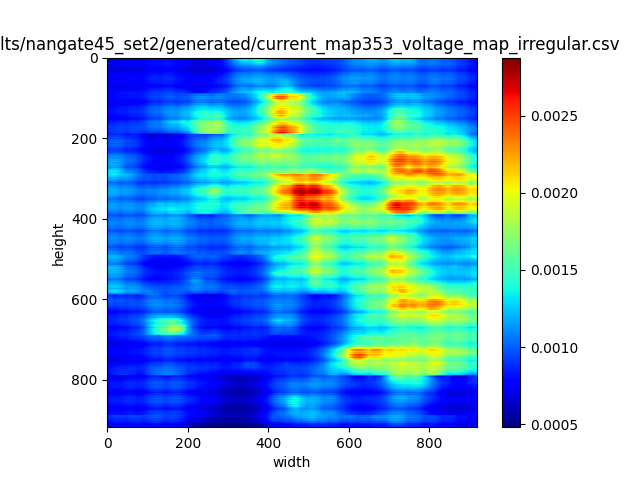 lts/nangate45_set2/generated/current_map353_voltage_map_irregular.csv
0
200
400
600
800
height
0 200 400 600 800
width
0.0025
0.0020
0.0015
0.0010
0.0005